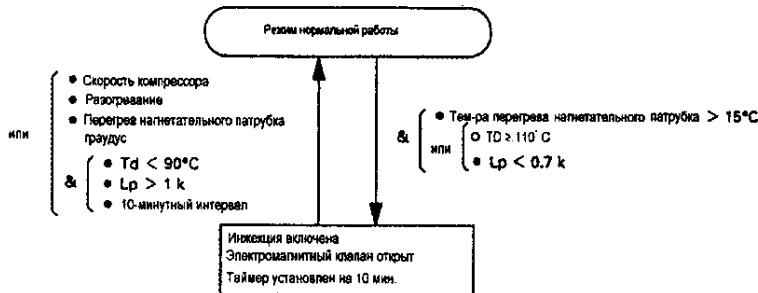 Режим нормальной работы
● Скорость компрессора
● Разогревание
● Перегрев нагнетательного патрубка
граудус
или
& ● Td < 90°C
● Lp > 1 k
● 10-минутный интервал
● Тем-ра перегрева нагнетательного патрубка > 15°C
& или ○ TD ≥ 110°C
● Lp < 0.7 k
Инжекция включена
Электромагнитный клапан открыт
Таймер установлен на 10 мин.